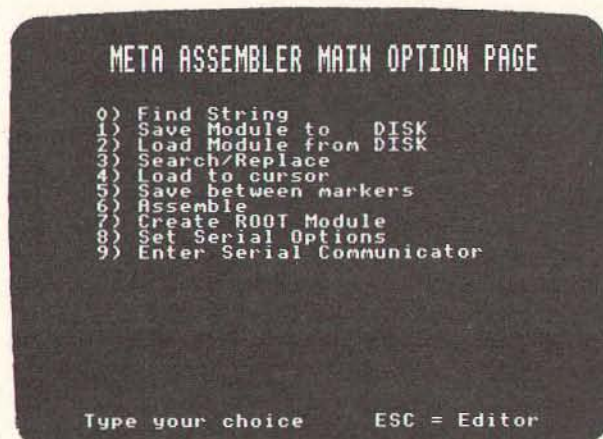 META ASSEMBLER MAIN OPTION PAGE
0) Find String
1) Save Module to DISK
2) Load Module from DISK
3) Search/Replace
4) Load to cursor
5) Save between markers
6) Assemble
7) Create ROOT Module
8) Set Serial Options
9) Enter Serial Communicator
Type your choice ESC = Editor